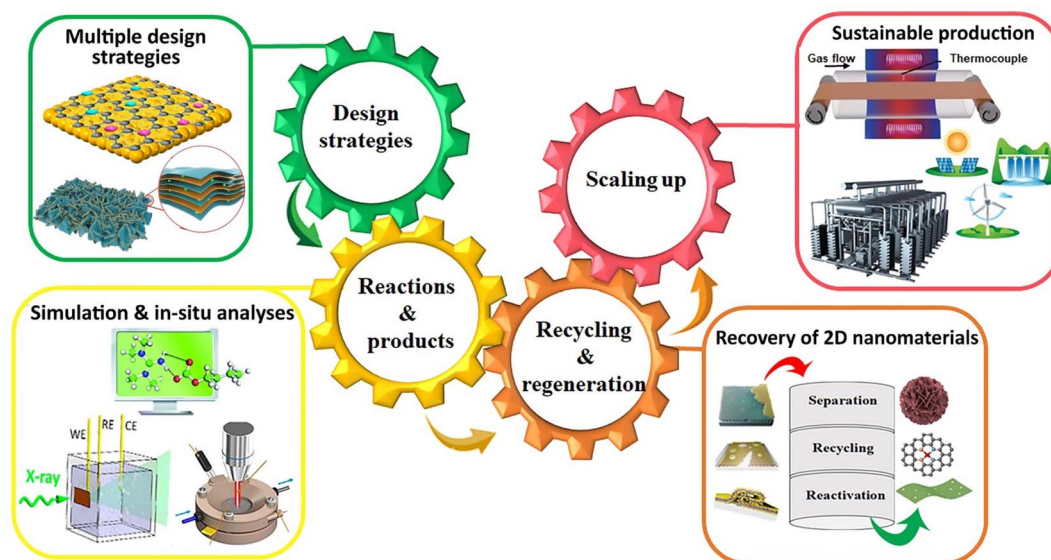 Multiple design
strategies
Design
strategies
Scaling up
Sustainable production
Gas flow
Thermocouple
Simulation & in-situ analyses
WE
RE
CE
X-ray
Reactions
&
products
Recycling
&
regeneration
Recovery of 2D nanomaterials
Separation
Recycling
Reactivation